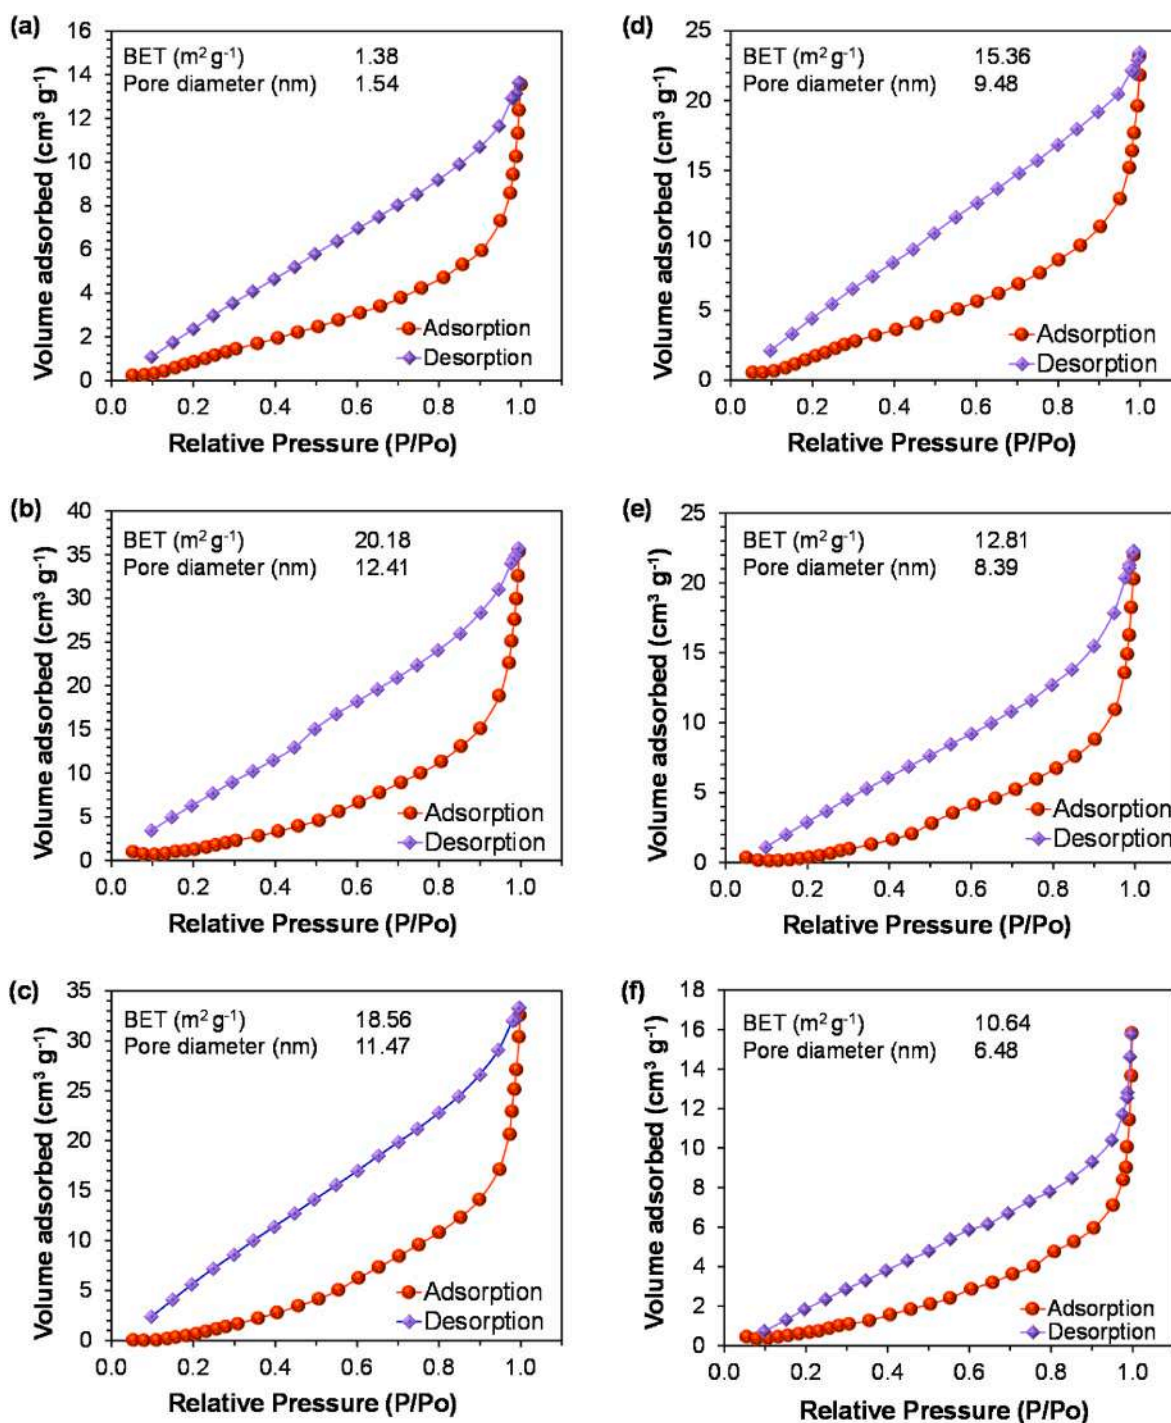 (a)
16
14
12
10
8
6
4
2
0
Volume adsorbed (cm³ g⁻¹)
BET (m² g⁻¹) 1.38
Pore diameter (nm) 1.54
Adsorption
Desorption
0.0 0.2 0.4 0.6 0.8 1.0
Relative Pressure (P/Po)
(d)
25
20
15
10
5
0
Volume adsorbed (cm³ g⁻¹)
BET (m² g⁻¹) 15.36
Pore diameter (nm) 9.48
Adsorption
Desorption
0.0 0.2 0.4 0.6 0.8 1.0
Relative Pressure (P/Po)
(b)
40
35
30
25
20
15
10
5
0
Volume adsorbed (cm³ g⁻¹)
BET (m² g⁻¹) 20.18
Pore diameter (nm) 12.41
Adsorption
Desorption
0.0 0.2 0.4 0.6 0.8 1.0
Relative Pressure (P/Po)
(e)
25
20
15
10
5
0
Volume adsorbed (cm³ g⁻¹)
BET (m² g⁻¹) 12.81
Pore diameter (nm) 8.39
Adsorption
Desorption
0.0 0.2 0.4 0.6 0.8 1.0
Relative Pressure (P/Po)
(c)
35
30
25
20
15
10
5
0
Volume adsorbed (cm³ g⁻¹)
BET (m² g⁻¹) 18.56
Pore diameter (nm) 11.47
Adsorption
Desorption
0.0 0.2 0.4 0.6 0.8 1.0
Relative Pressure (P/Po)
(f)
18
16
14
12
10
8
6
4
2
0
Volume adsorbed (cm³ g⁻¹)
BET (m² g⁻¹) 10.64
Pore diameter (nm) 6.48
Adsorption
Desorption
0.0 0.2 0.4 0.6 0.8 1.0
Relative Pressure (P/Po)